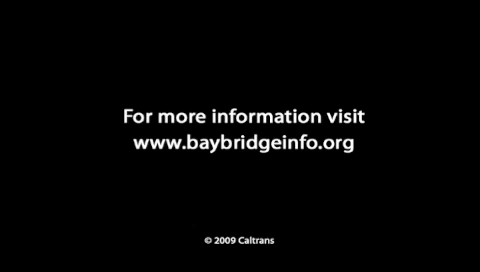 For more information visit
www.baybridgeinfo.org
© 2009 Caltrans